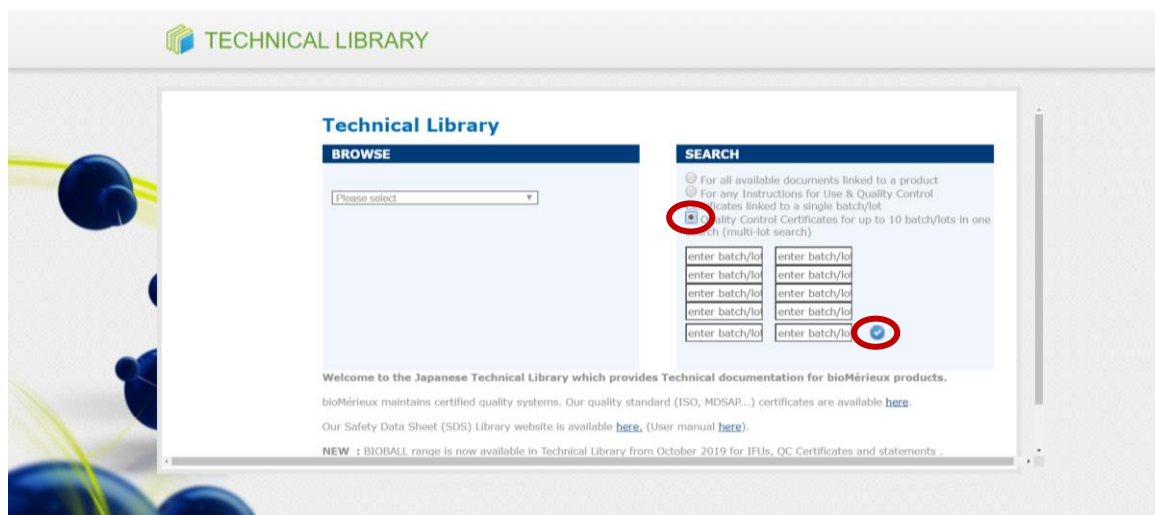 TECHNICAL LIBRARY
Technical Library
BROWSE
Please select
SEARCH
For all available documents linked to a product
For any Instructions for Use & Quality Control
Certificates linked to a single batch/lot
Quality Control Certificates for up to 10 batch/lots in one
search (multi-lot search)
enter batch/lot enter batch/lot
enter batch/lot enter batch/lot
enter batch/lot enter batch/lot
enter batch/lot enter batch/lot
enter batch/lot enter batch/lo
Welcome to the Japanese Technical Library which provides Technical documentation for bioMérieux products.
bioMérieux maintains certified quality systems. Our quality standard (ISO, MDSAP...) certificates are available here.
Our Safety Data Sheet (SDS) Library website is available here. (User manual here).
NEW : BIOBALL range is now available in Technical Library from October 2019 for IFUs, QC Certificates and statements .